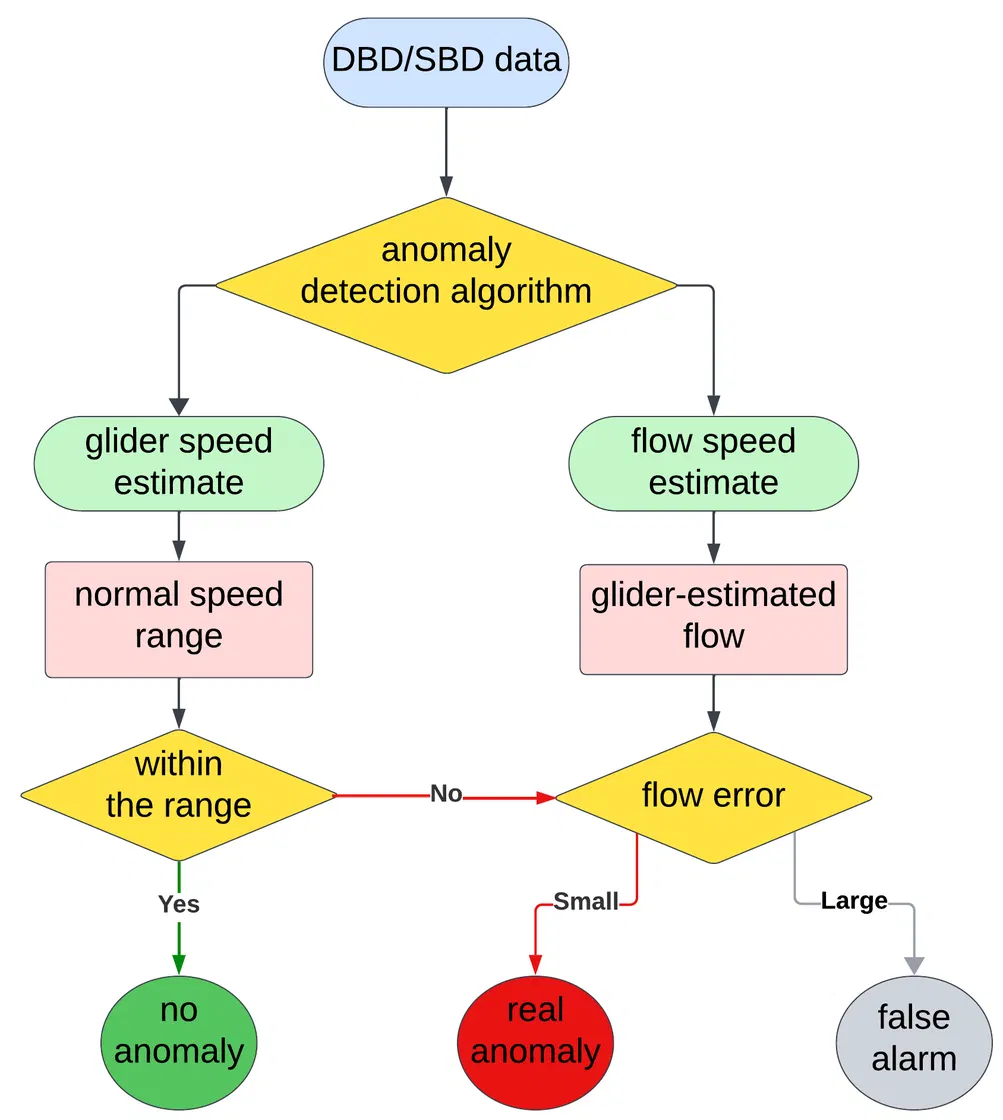 DBD/SBD data
anomaly
detection algorithm
glider speed
estimate
flow speed
estimate
normal speed
range
glider-estimated
flow
within
the range
No
flow error
Yes
Small
Large
no
anomaly
real
anomaly
false
alarm